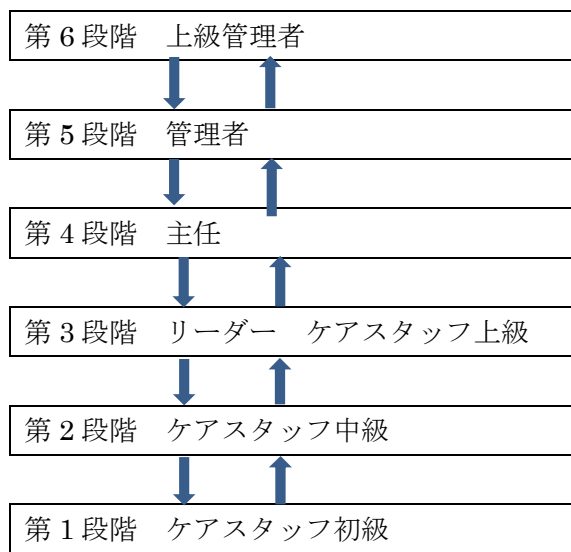 第 6 段階　上級管理者
第 5 段階　管理者
第 4 段階　主任
第 3 段階　リーダー　ケアスタッフ上級
第 2 段階　ケアスタッフ中級
第 1 段階　ケアスタッフ初級